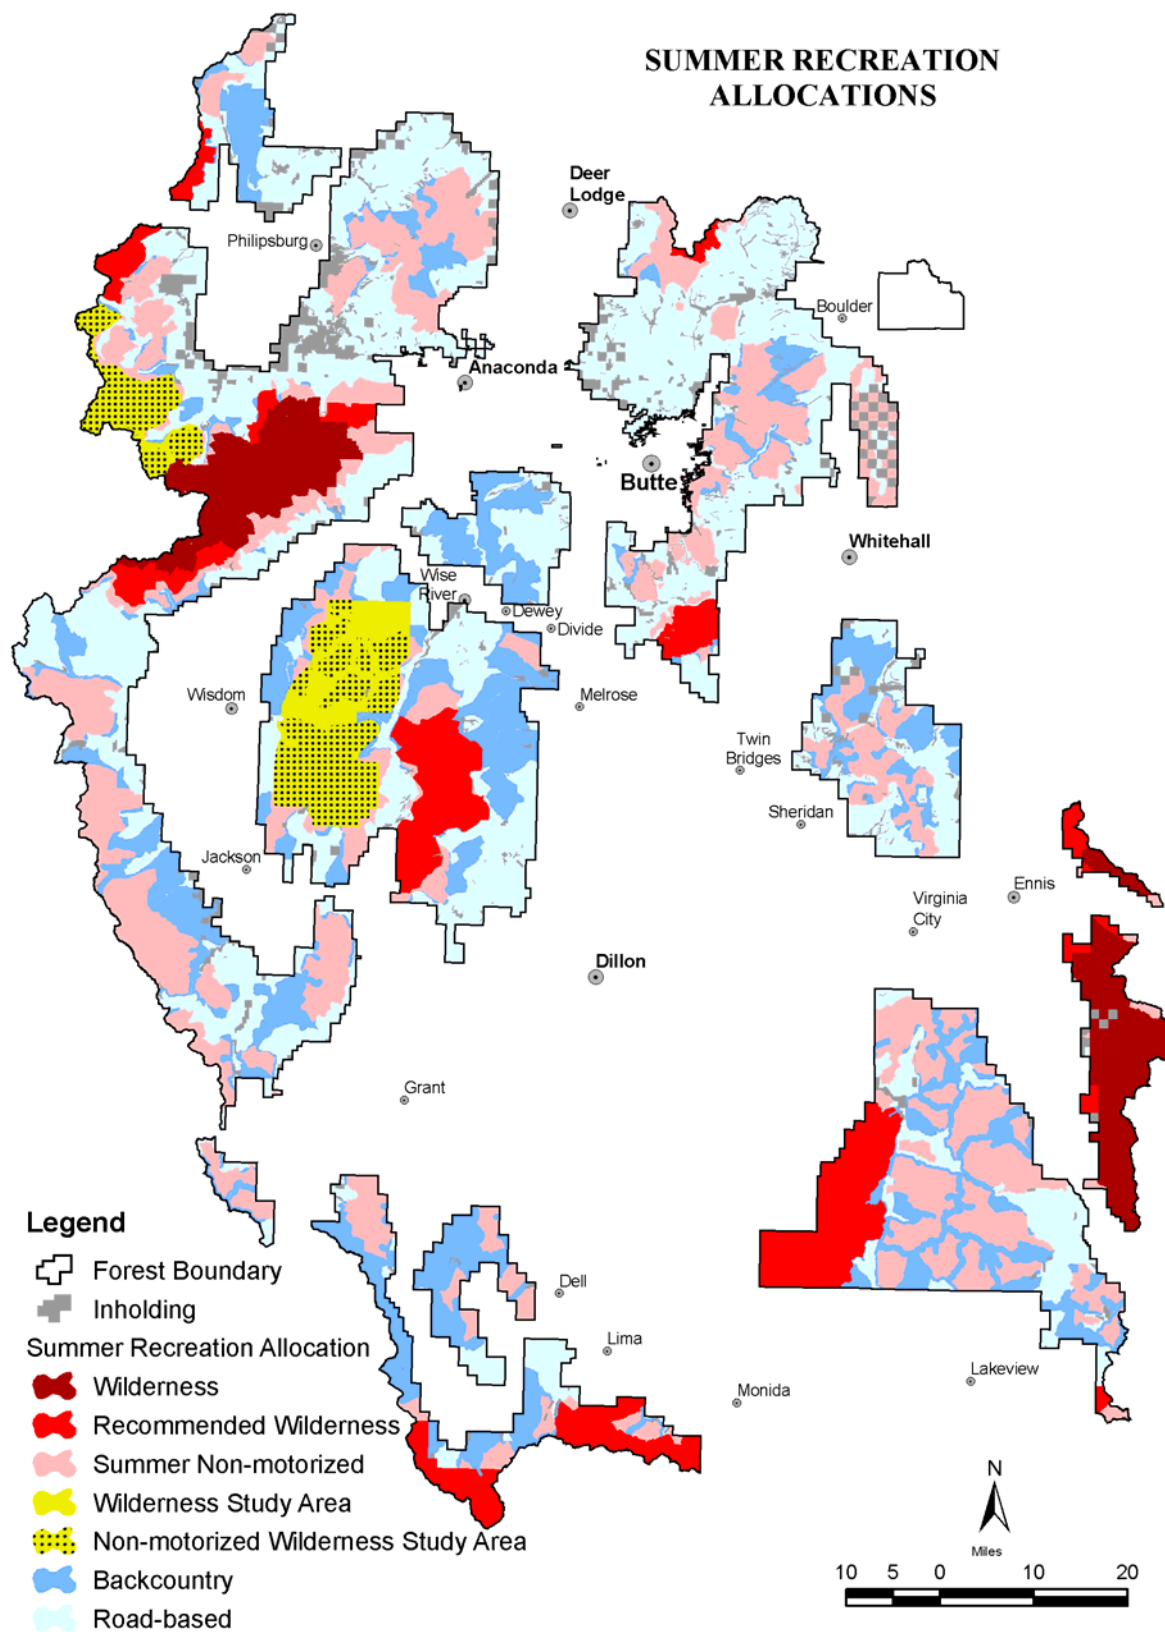 SUMMER RECREATION
ALLOCATIONS
Deer
Lodge
Philipsburg
Boulder
Anaconda
Butte
Whitehall
Wise
River
Dewey
Divide
Wisdom
Melrose
Twin
Bridges
Sheridan
Jackson
Ennis
Virginia
City
Dillon
Grant
Legend
Forest Boundary
Inholding
Summer Recreation Allocation
Wilderness
Recommended Wilderness
Summer Non-motorized
Wilderness Study Area
Non-motorized Wilderness Study Area
Backcountry
Road-based
Dell
Lima
Monida
Lakeview
N
Miles
10 5 0 10 20